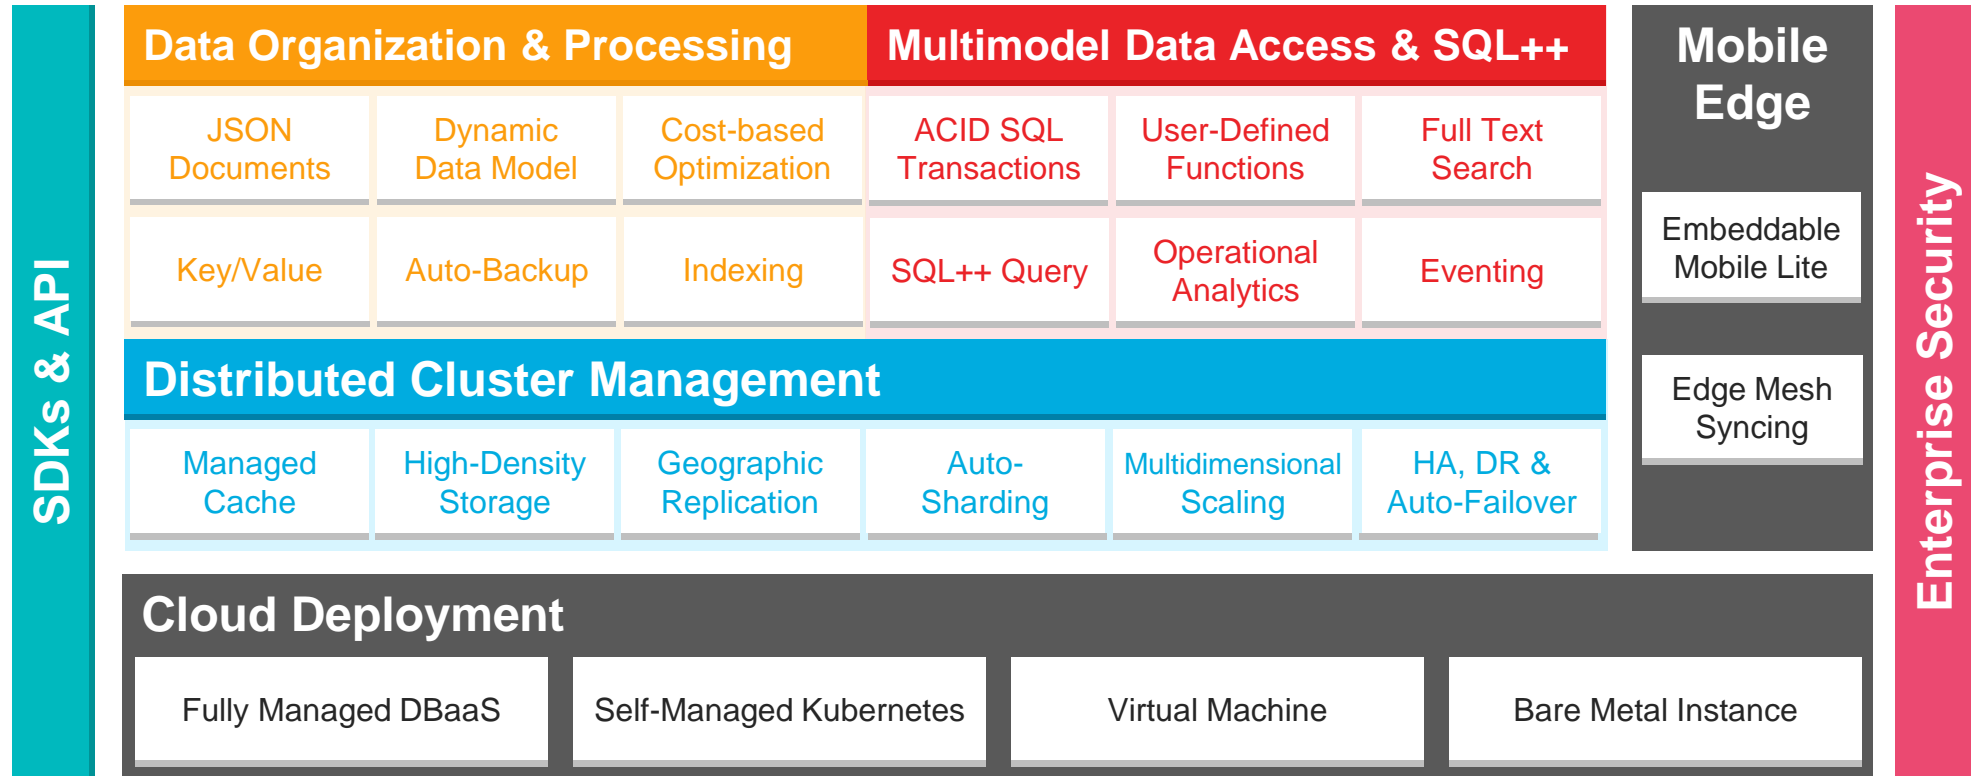 SDKs & API
Data Organization & Processing
JSON
Documents
Dynamic
Data Model
Cost-based
Optimization
Key/Value
Auto-Backup
Indexing
Multimodel Data Access & SQL++
ACID SQL
Transactions
User-Defined
Functions
Full Text
Search
SQL++ Query
Operational
Analytics
Eventing
Distributed Cluster Management
Managed
Cache
High-Density
Storage
Geographic
Replication
Auto-
Sharding
Multidimensional
Scaling
HA, DR &
Auto-Failover
Mobile
Edge
Embeddable
Mobile Lite
Edge Mesh
Syncing
Cloud Deployment
Fully Managed DBaaS
Self-Managed Kubernetes
Virtual Machine
Bare Metal Instance
Enterprise Security